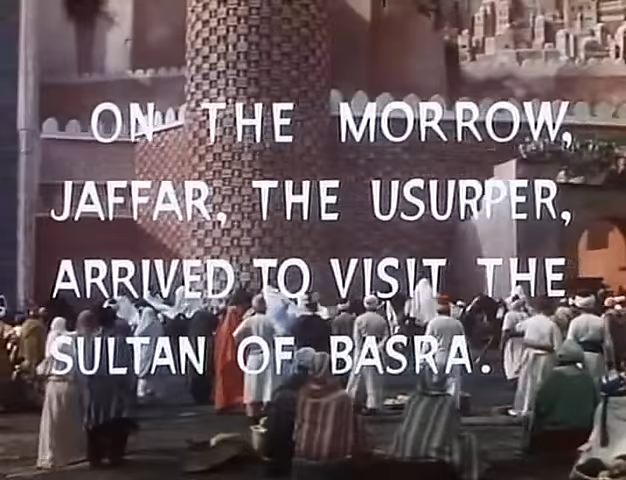 ON THE MORROW,
JAFFAR, THE USURPER,
ARRIVED TO VISIT THE
SULTAN OF BASRA.